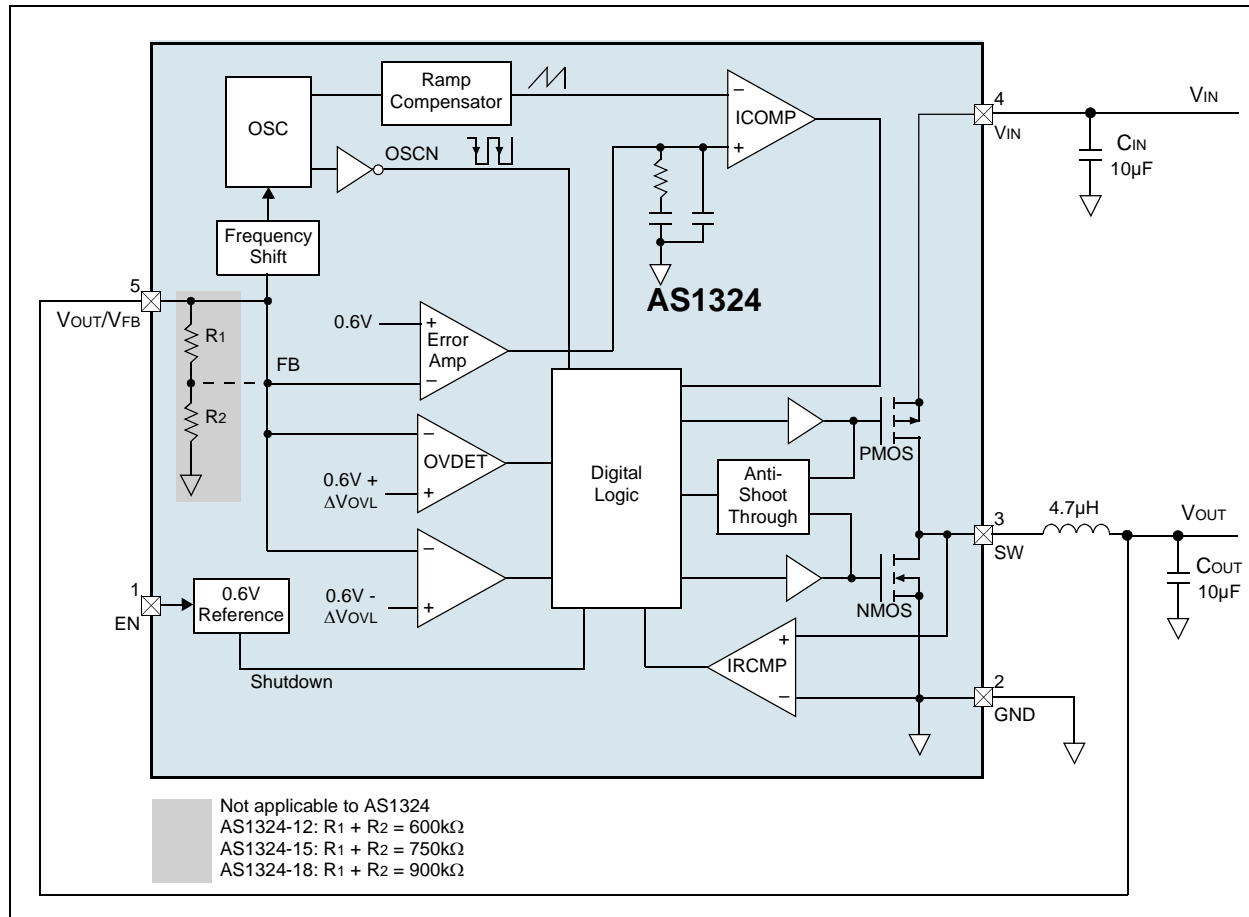 Ramp
Compensator
OSC
OSCN
ICOMP
4
VIN
VIN
CIN
10µF
Frequency
Shift
5
VOUT/VFB
R1
FB
R2
AS1324
0.6V
Error
Amp
OVDET
0.6V +
ΔVOVL
0.6V -
ΔVOVL
Digital
Logic
PMOS
Anti-
Shoot
Through
NMOS
3
SW
4.7µH
VOUT
COUT
10µF
1
EN
0.6V
Reference
Shutdown
IRCMP
2
GND
Not applicable to AS1324
AS1324-12: R1 + R2 = 600kΩ
AS1324-15: R1 + R2 = 750kΩ
AS1324-18: R1 + R2 = 900kΩ